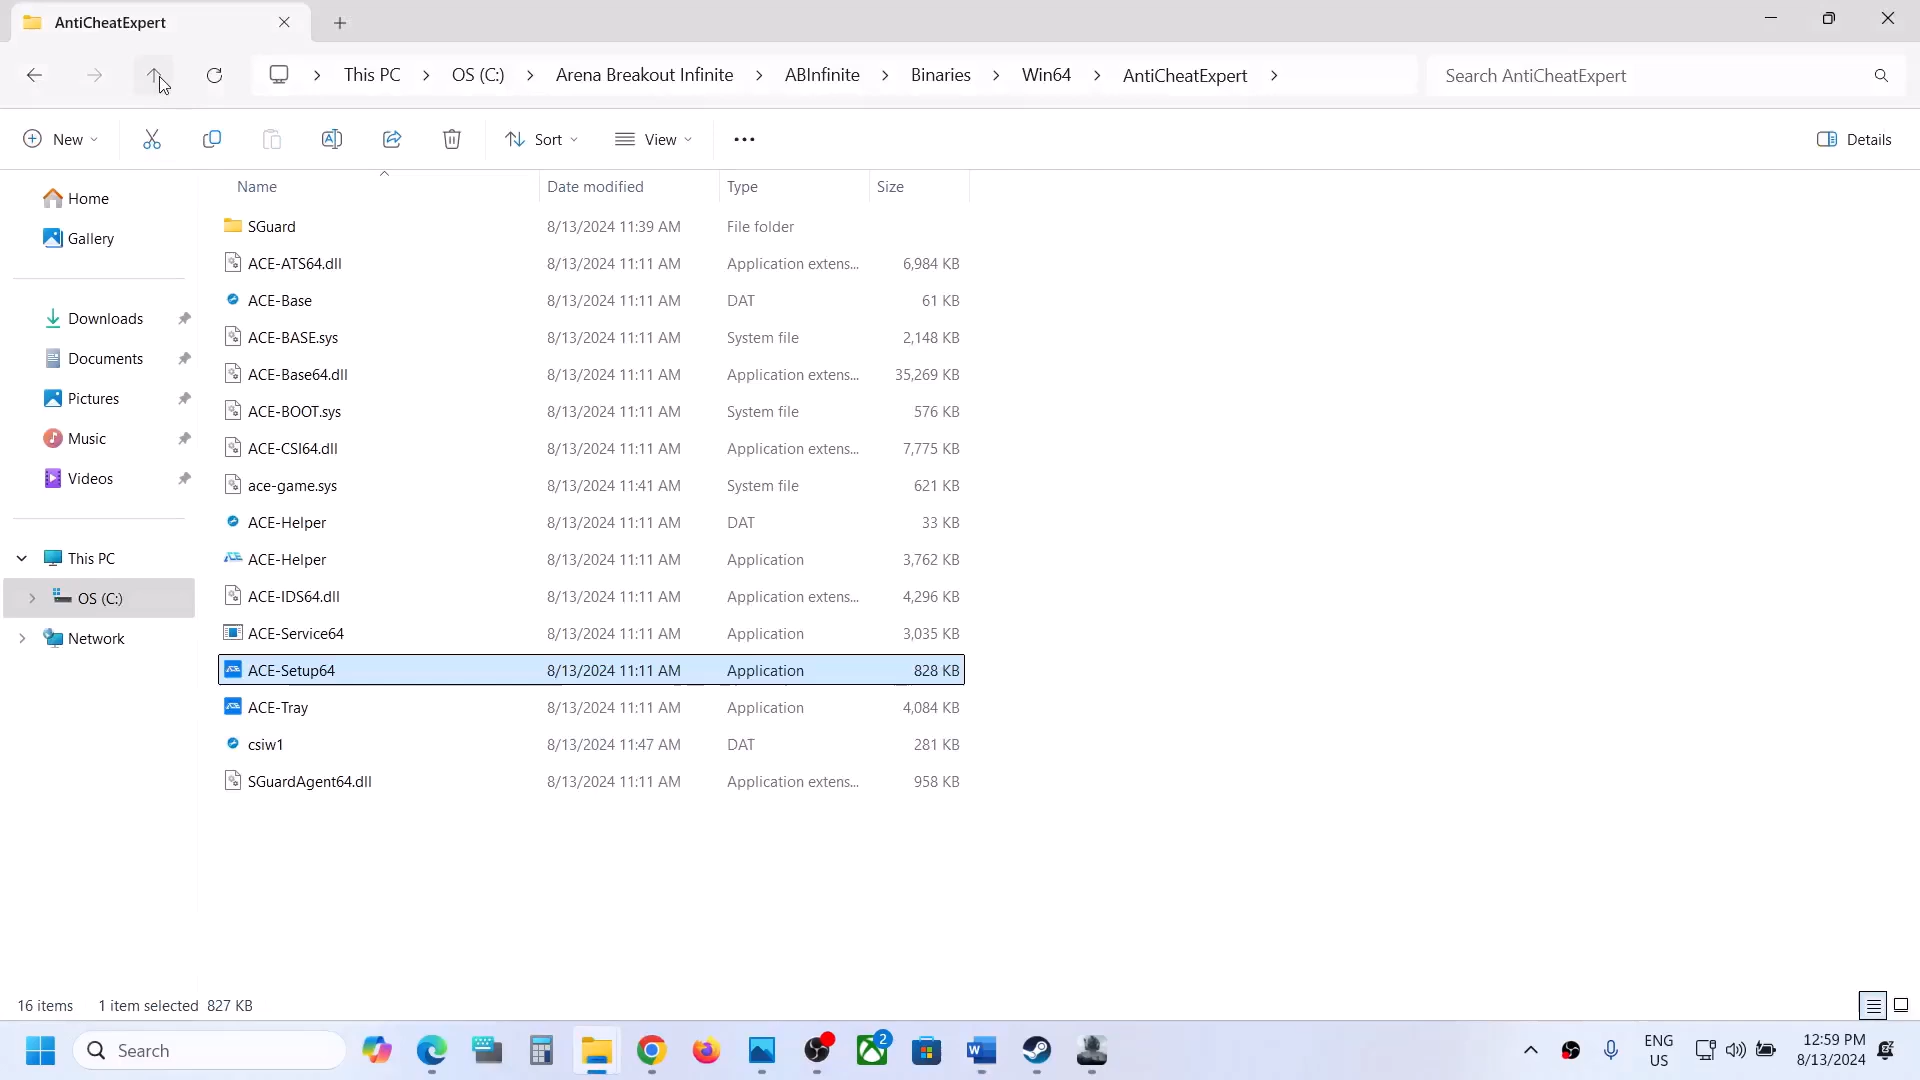 AntiCheatExpert
This PC OS (C:) Arena Breakout Infinite ABInfinite Binaries Win64 AntiCheatExpert
Search AntiCheatExpert
New Sort View Details
Name Date modified Type Size
Home
Gallery
Downloads
Documents
Pictures
Music
Videos
This PC
OS (C:)
Network
SGuard 8/13/2024 11:39 AM File folder
ACE-ATS64.dll 8/13/2024 11:11 AM Application extens... 6,984 KB
ACE-Base 8/13/2024 11:11 AM DAT 61 KB
ACE-BASE.sys 8/13/2024 11:11 AM System file 2,148 KB
ACE-Base64.dll 8/13/2024 11:11 AM Application extens... 35,269 KB
ACE-BOOT.sys 8/13/2024 11:11 AM System file 576 KB
ACE-CSI64.dll 8/13/2024 11:11 AM Application extens... 7,775 KB
ace-game.sys 8/13/2024 11:41 AM System file 621 KB
ACE-Helper 8/13/2024 11:11 AM DAT 33 KB
ACE-Helper 8/13/2024 11:11 AM Application 3,762 KB
ACE-IDS64.dll 8/13/2024 11:11 AM Application extens... 4,296 KB
ACE-Service64 8/13/2024 11:11 AM Application 3,035 KB
ACE-Setup64 8/13/2024 11:11 AM Application 828 KB
ACE-Tray 8/13/2024 11:11 AM Application 4,084 KB
csiw1 8/13/2024 11:47 AM DAT 281 KB
SGuardAgent64.dll 8/13/2024 11:11 AM Application extens... 958 KB
16 items 1 item selected 827 KB
Search
2
ENG
US
12:59 PM
8/13/2024